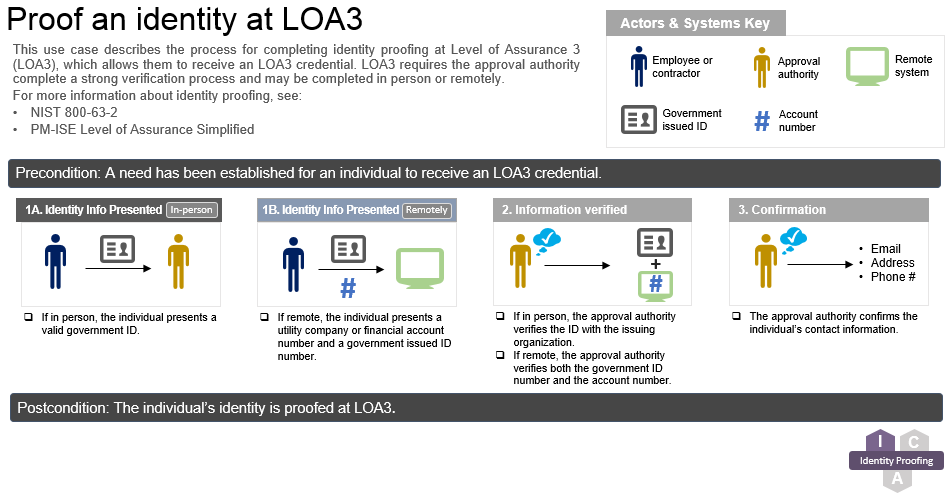 Proof an identity at LOA3
This use case describes the process for completing identity proofing at Level of Assurance 3
(LOA3), which allows them to receive an LOA3 credential. LOA3 requires the approval authority
complete a strong verification process and may be completed in person or remotely.
For more information about identity proofing, see:
• NIST 800-63-2
• PM-ISE Level of Assurance Simplified
Actors & Systems Key
Employee or
contractor
Approval
authority
Remote
system
Government
issued ID
#
Account
number
Precondition: A need has been established for an individual to receive an LOA3 credential.
1A. Identity Info Presented In-person
If in person, the individual presents a
valid government ID.
1B. Identity Info Presented Remotely
#
If remote, the individual presents a
utility company or financial account
number and a government issued ID
number.
2. Information verified
+
#
If in person, the approval authority
verifies the ID with the issuing
organization.
If remote, the approval authority
verifies both the government ID
number and the account number.
3. Confirmation
• Email
• Address
• Phone #
The approval authority confirms the
individual's contact information.
Postcondition: The individual's identity is proofed at LOA3.
I C
Identity Proofing
A